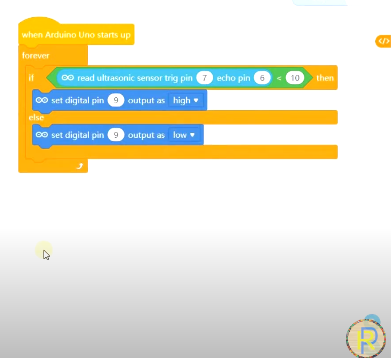 when Arduino Uno starts up
forever
if read ultrasonic sensor trig pin 7 echo pin 6 < 10 then
set digital pin 9 output as high
else
set digital pin 9 output as low